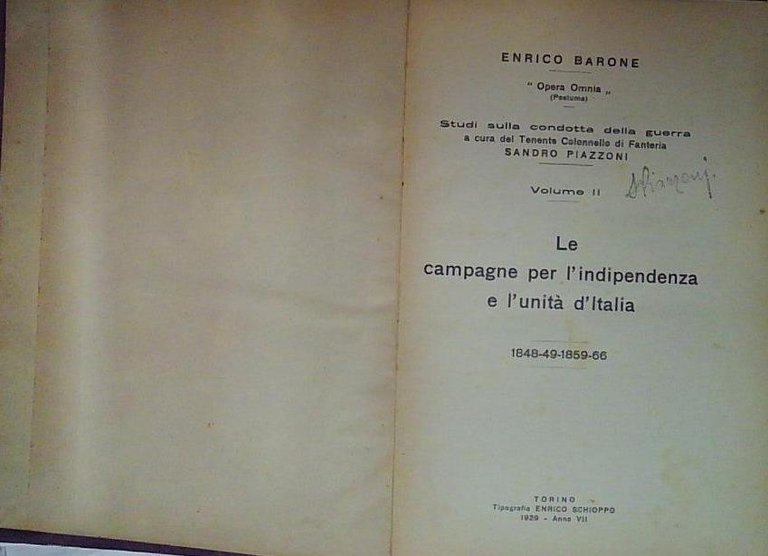 ENRICO BARONE
" Opera Omnia „
(Postuma)
Studi sulla condotta della guerra
a cura del Tenente Colonnello di Fanteria
SANDRO PIAZZONI
Volume II
SPiazzoni
Le
campagne per l'indipendenza
e l'unità d'Italia
1848-49-1859-66
TORINO
Tipografia ENRICO SCHIOPPO
1929 - Anno VII